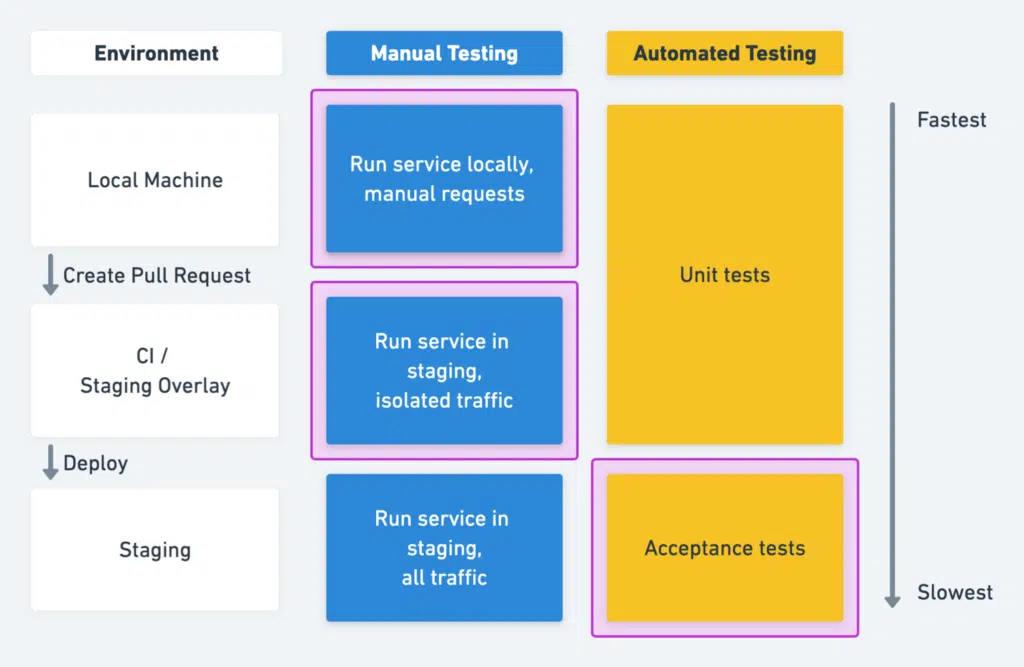 Environment
Manual Testing
Automated Testing
Local Machine
Run service locally,
manual requests
Unit tests
Fastest
Create Pull Request
CI /
Staging Overlay
Run service in
staging,
isolated traffic
Deploy
Staging
Run service in
staging,
all traffic
Acceptance tests
Slowest